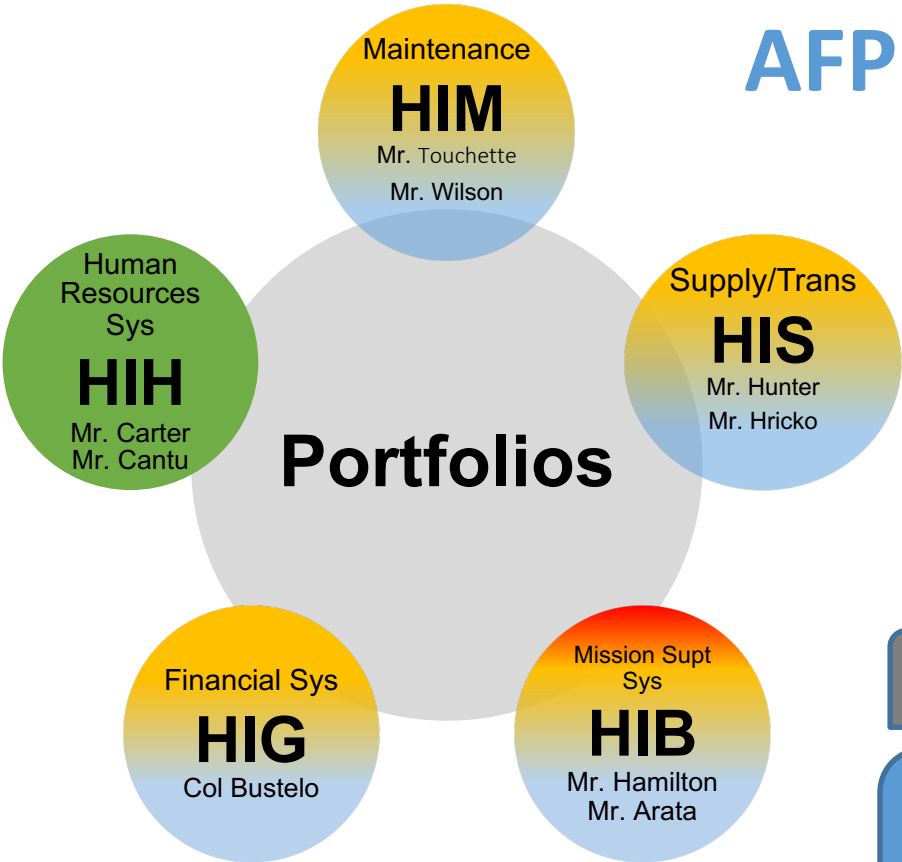 AFP
Maintenance
HIM
Mr. Touchette
Mr. Wilson
Human
Resources
Sys
HIH
Mr. Carter
Mr. Cantu
Supply/Trans
HIS
Mr. Hunter
Mr. Hricko
Portfolios
Financial Sys
HIG
Col Bustelo
Mission Supt
Sys
HIB
Mr. Hamilton
Mr. Arata